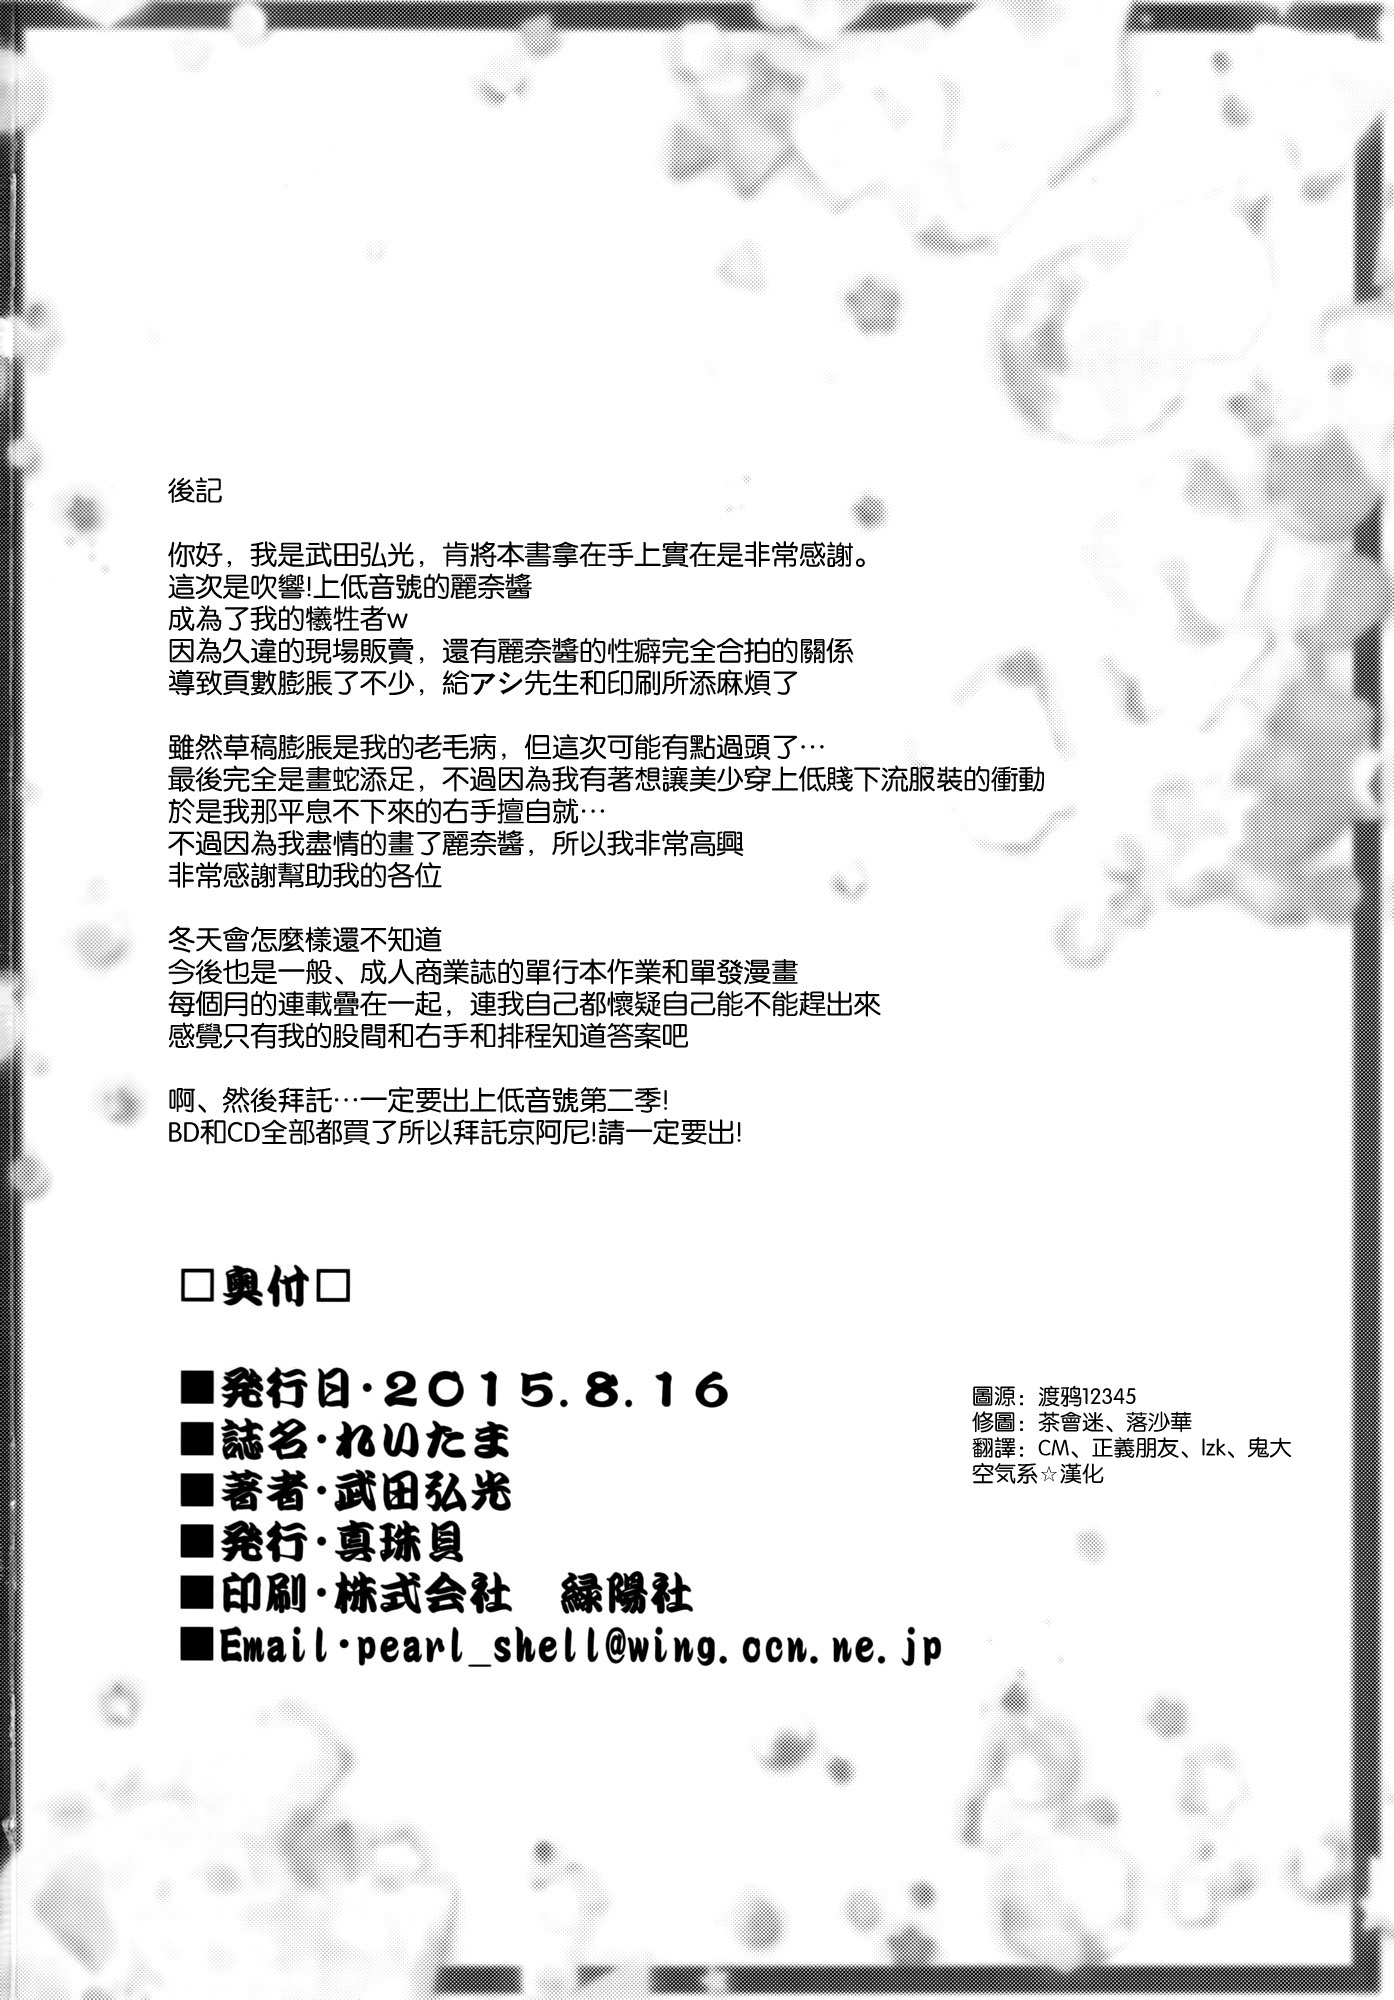 後記
你好，我是武田弘光，肯將本書拿在手上實在是非常感謝。
這次是吹響!上低音號的麗奈醬
成為了我的犧牲者w
因為久違的現場販賣，還有麗奈醬的性癖完全合拍的關係
導致頁數膨脹了不少，給アシ先生和印刷所添麻煩了
雖然草稿膨脹是我的老毛病，但這次可能有點過頭了…
最後完全是畫蛇添足，不過因為我有著想讓美少穿上低賤下流服裝的衝動
於是我那平息不下來的右手擅自就…
不過因為我盡情的畫了麗奈醬，所以我非常高興
非常感謝幫助我的各位
冬天會怎麼樣還不知道
今後也是一般、成人商業誌的單行本作業和單發漫畫
每個月的連載疊在一起，連我自己都懷疑自己能不能趕出來
感覺只有我的股間和右手和排程知道答案吧
啊、然後拜託…一定要出上低音號第二季!
BD和CD全部都買了所以拜託京阿尼!請一定要出!
□奥付□
■発行日・2015.8.16
■誌名・れいたま
■著者・武田弘光
■発行・真珠貝
■印刷・株式会社　緑陽社
■Email・pearl_shell@wing.ocn.ne.jp
圖源：渡鸦12345
修圖：茶會迷、落沙華
翻譯：CM、正義朋友、lzk、鬼大
空気系☆漢化